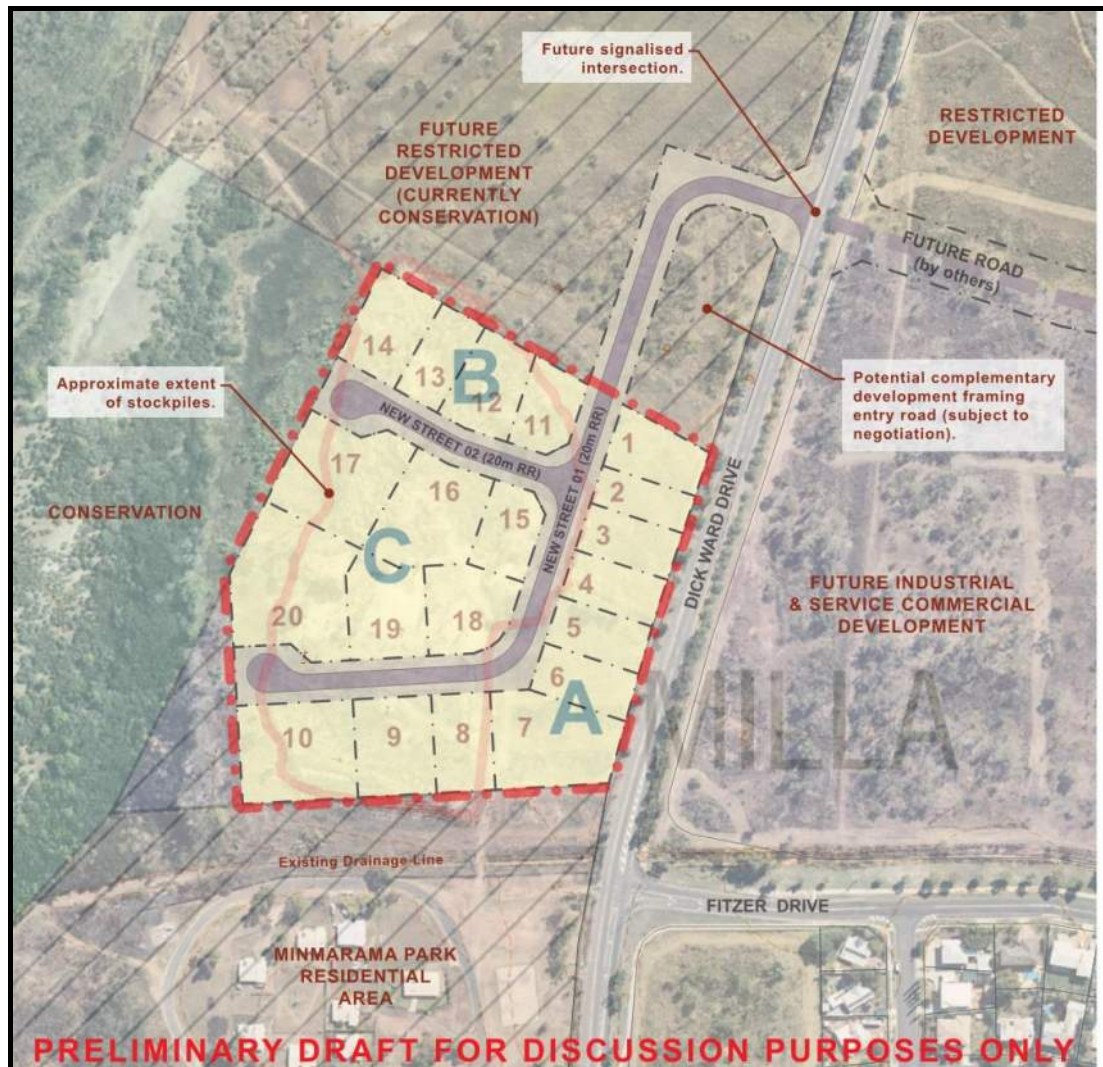 Future signalised
intersection.
RESTRICTED
DEVELOPMENT
FUTURE
RESTRICTED
DEVELOPMENT
(CURRENTLY
CONSERVATION)
FUTURE ROAD
(by others)
14
13
B
12
11
Approximate extent
of stockpiles.
Potential complementary
development framing
entry road (subject to
negotiation).
NEW STREET 02 (20m RR)
NEW STREET 01 (20m RR)
1
2
3
4
5
6
A
7
17
16
15
C
CONSERVATION
DICK WARD DRIVE
FUTURE INDUSTRIAL
& SERVICE COMMERCIAL
DEVELOPMENT
20
19
18
10
9
8
MILLA
Existing Drainage Line
FITZER DRIVE
MINMARAMA PARK
RESIDENTIAL
AREA
PRELIMINARY DRAFT FOR DISCUSSION PURPOSES ONLY